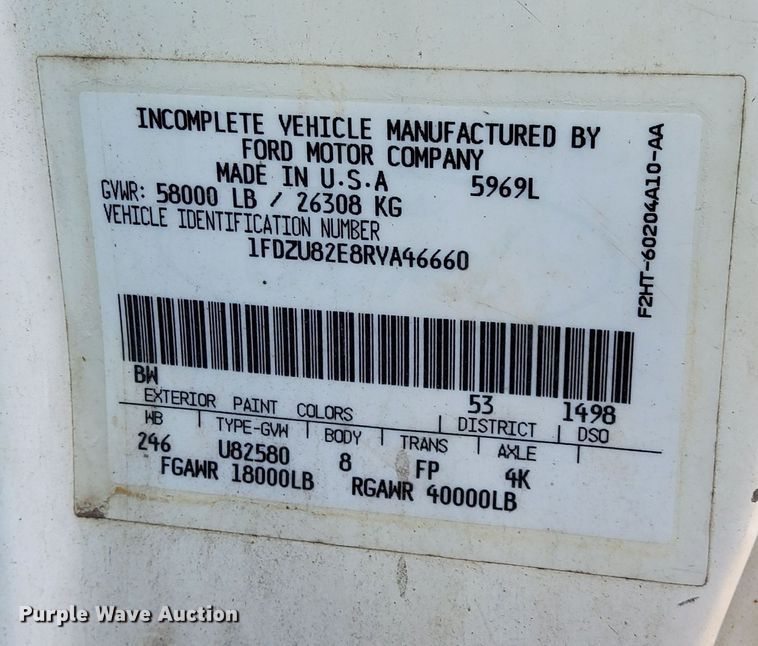 INCOMPLETE VEHICLE MANUFACTURED BY
FORD MOTOR COMPANY
MADE IN U.S.A 5969L
GVWR: 58000 LB / 26308 KG
VEHICLE IDENTIFICATION NUMBER
1FDZU82E8RVA46660
F2HT-60204A10-AA
BW 53 1498
EXTERIOR PAINT COLORS DISTRICT DSO
WB TYPE-GVW BODY TRANS AXLE
246 U82580 8 FP 4K
FGAWR 18000LB RGAWR 40000LB
Purple Wave Auction